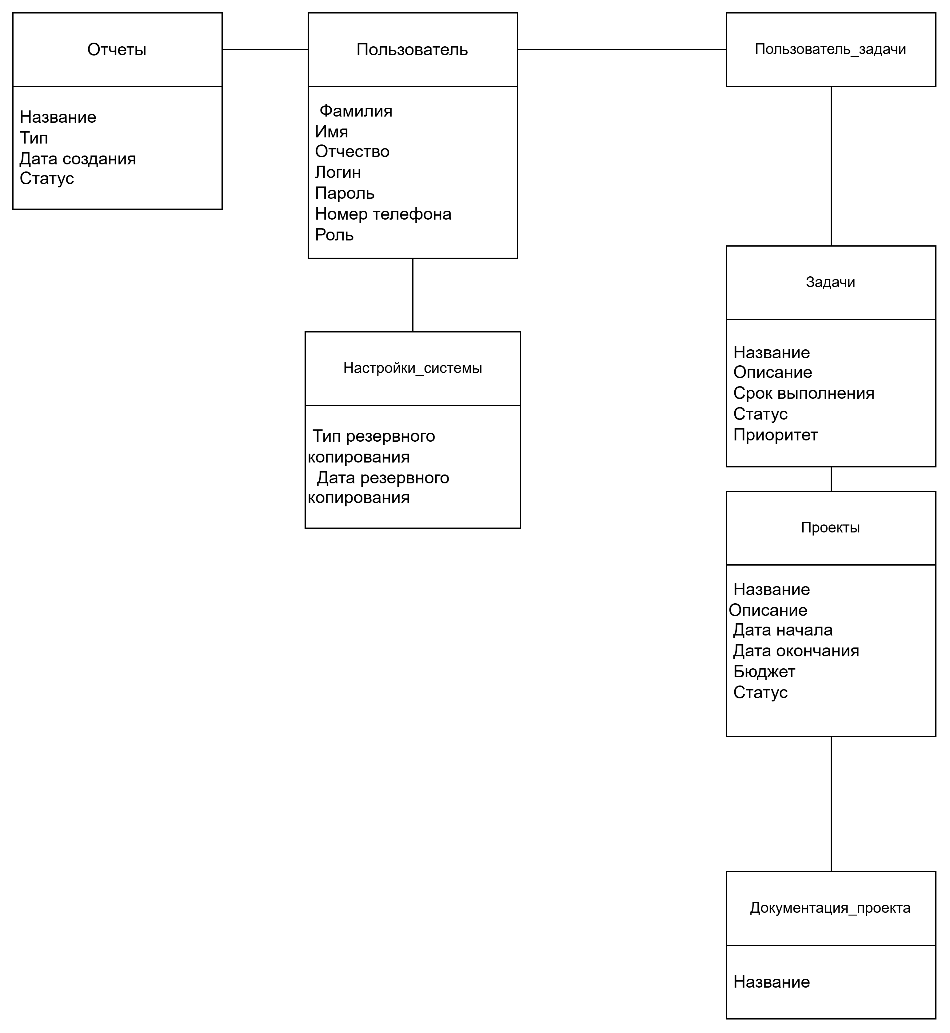 Отчеты
Название
Тип
Дата создания
Статус
Пользователь
Фамилия
Имя
Отчество
Логин
Пароль
Номер телефона
Роль
Пользователь_задачи
Настройки_системы
Тип резервного
копирования
Дата резервного
копирования
Задачи
Название
Описание
Срок выполнения
Статус
Приоритет
Проекты
Название
Описание
Дата начала
Дата окончания
Бюджет
Статус
Документация_проекта
Название